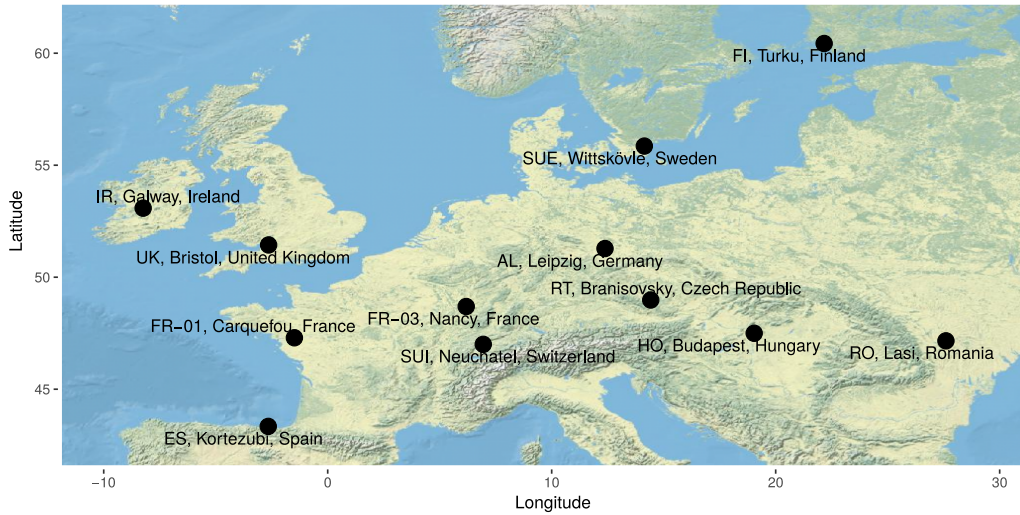 60
FI, Turku, Finland
SUE, Wittskövle, Sweden
55
IR, Galway, Ireland
UK, Bristol, United Kingdom
AL, Leipzig, Germany
50
RT, Branisovsky, Czech Republic
FR−01, Carquefou, France
FR−03, Nancy, France
HO, Budapest, Hungary
RO, Lasi, Romania
SUI, Neuchatel, Switzerland
45
ES, Kortezubi, Spain
Latitude
−10
0
10
20
30
Longitude